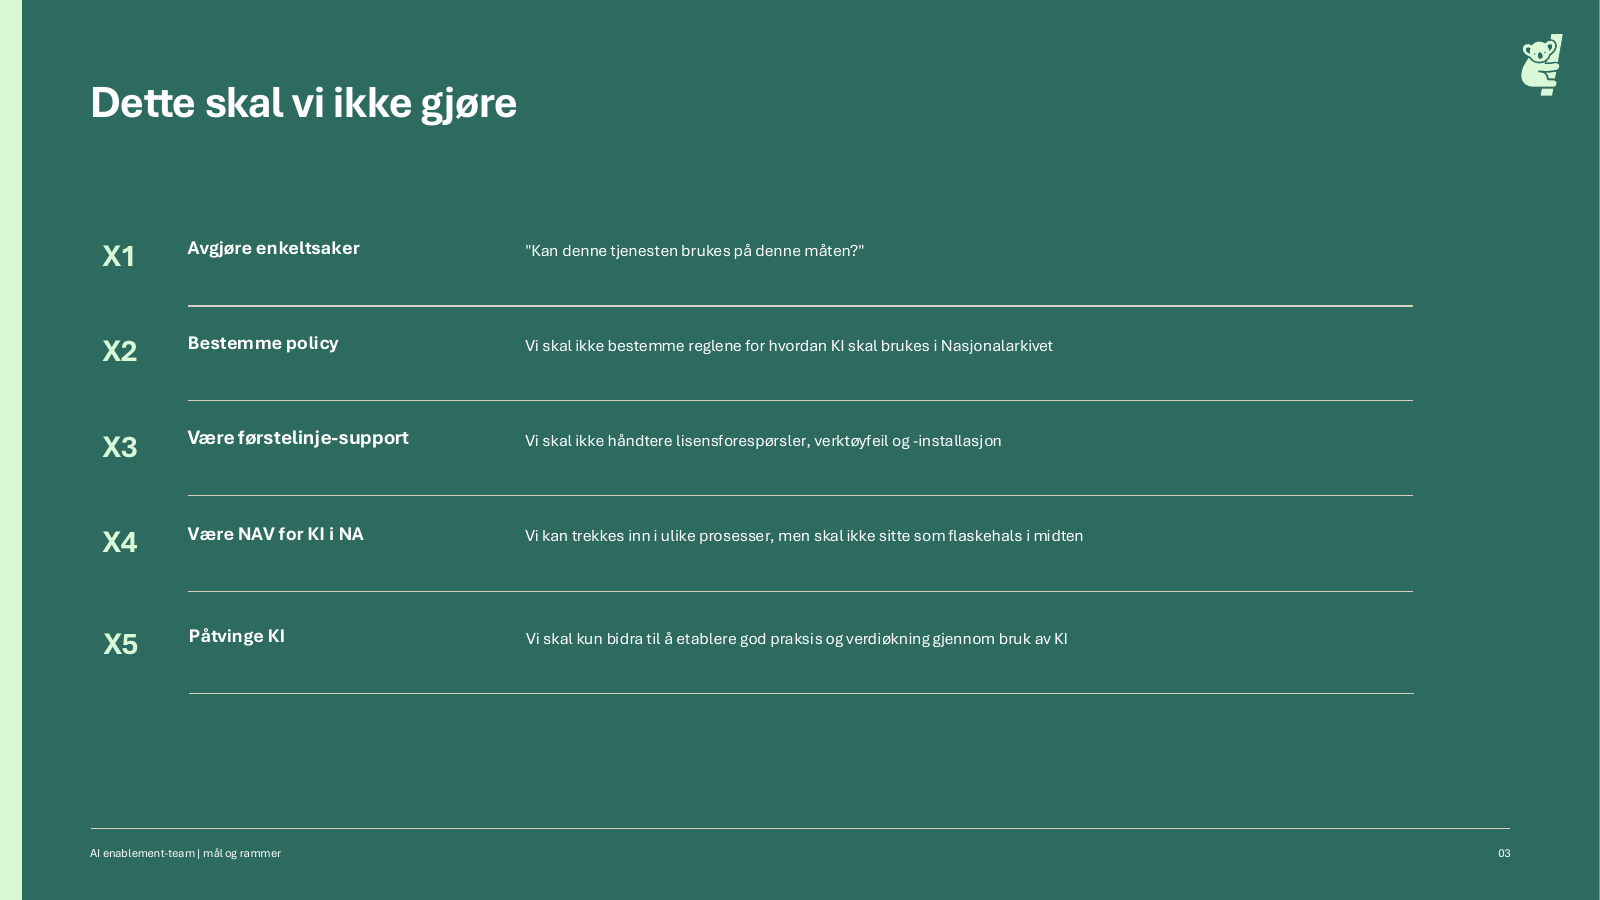 Dette skal vi ikke gjøre
X1
Avgjøre enkeltsaker
"Kan denne tjenesten brukes på denne måten?"
X2
Bestemme policy
Vi skal ikke bestemme reglene for hvordan KI skal brukes i Nasjonalarkivet
X3
Være førstelinje-support
Vi skal ikke håndtere lisensforespørsler, verktøyfeil og -installasjon
X4
Være NAV for KI i NA
Vi kan trekkes inn i ulike prosesser, men skal ikke sitte som flaskehals i midten
X5
Påtvinge KI
Vi skal kun bidra til å etablere god praksis og verdiøkning gjennom bruk av KI
AI enablement-team | mål og rammer
03